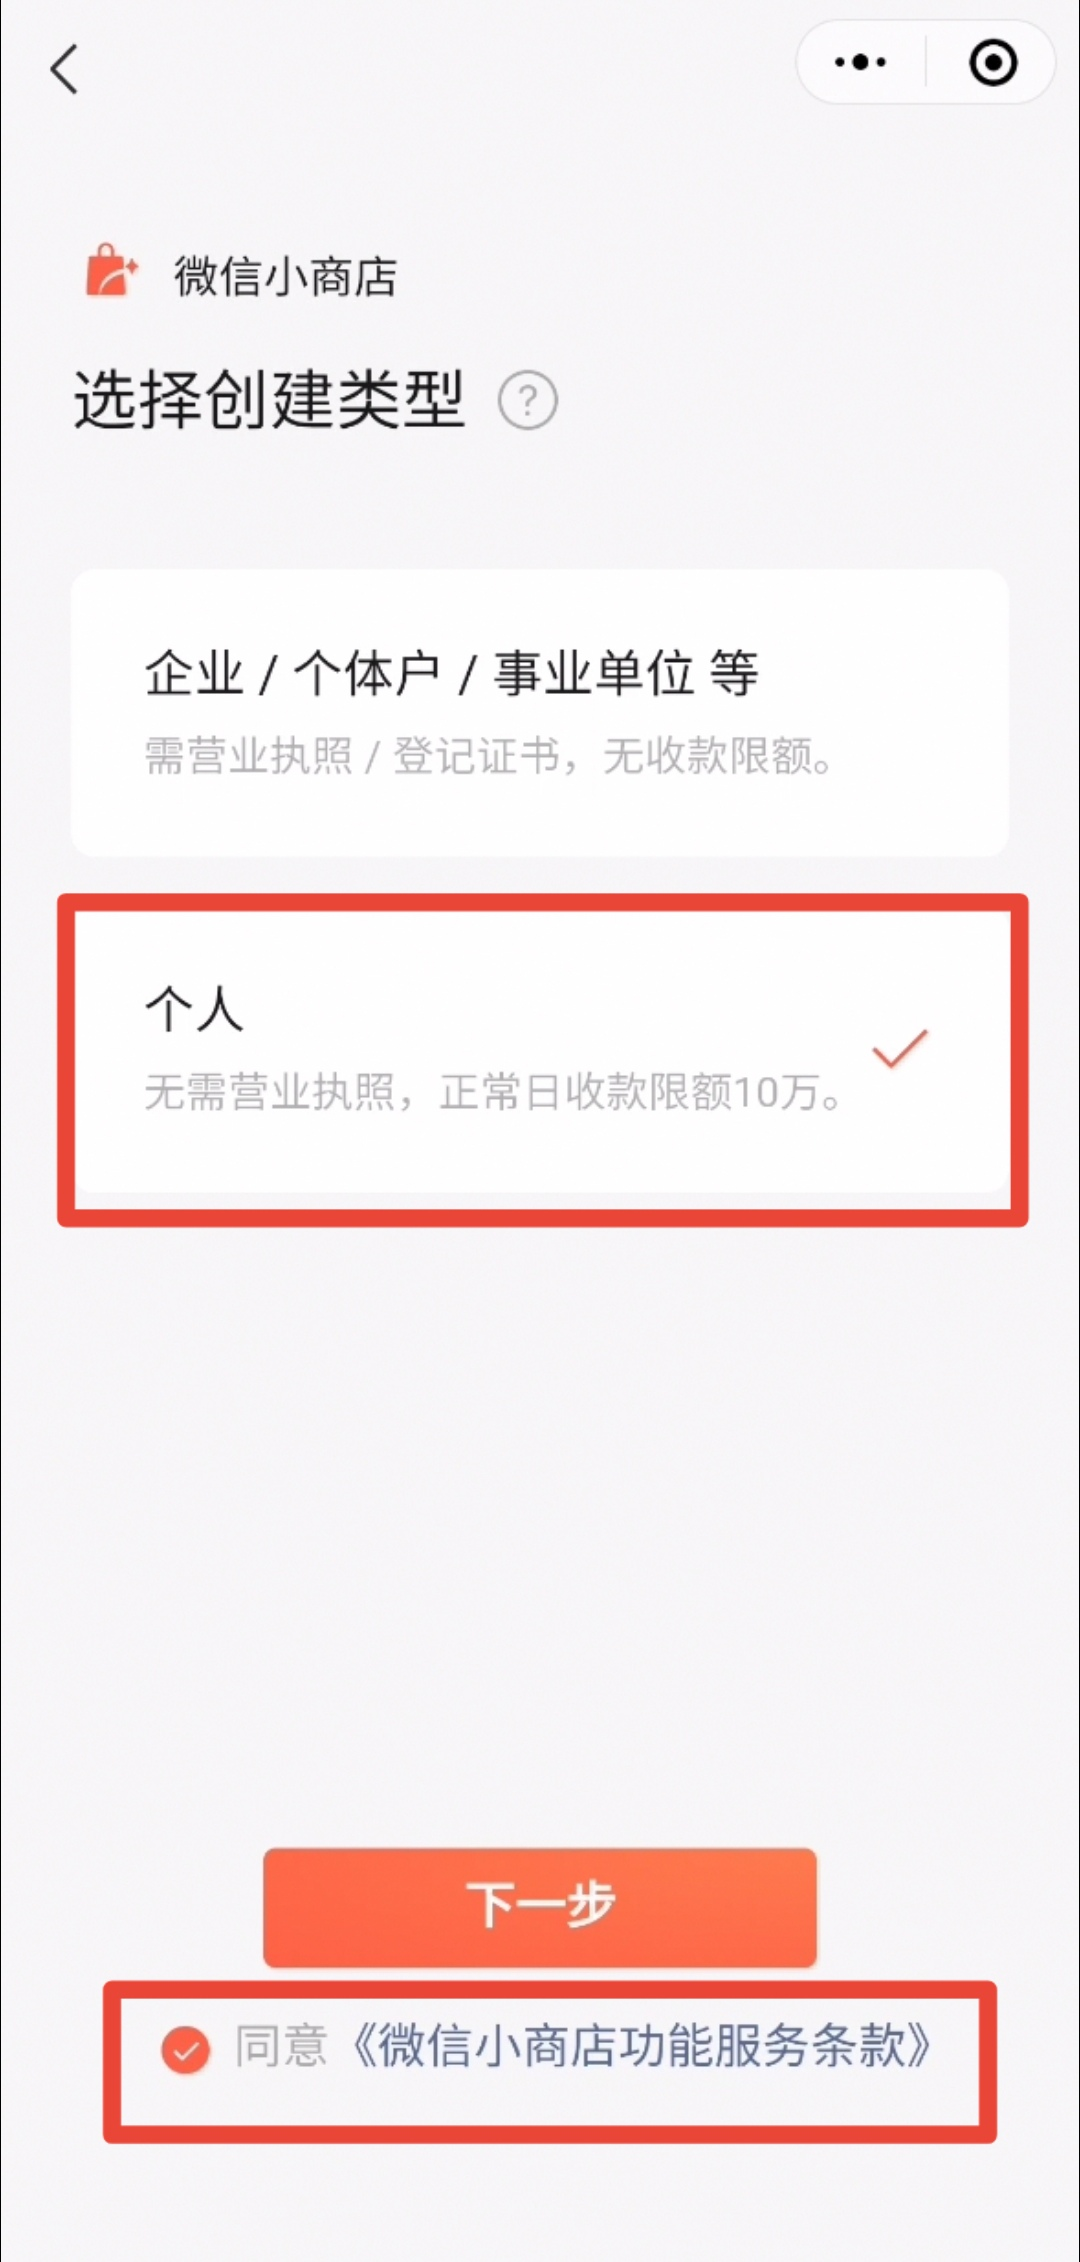 微信小商店
选择创建类型 ?
企业 / 个体户 / 事业单位 等
需营业执照 / 登记证书，无收款限额。
个人
无需营业执照，正常日收款限额10万。
下一步
同意《微信小商店功能服务条款》